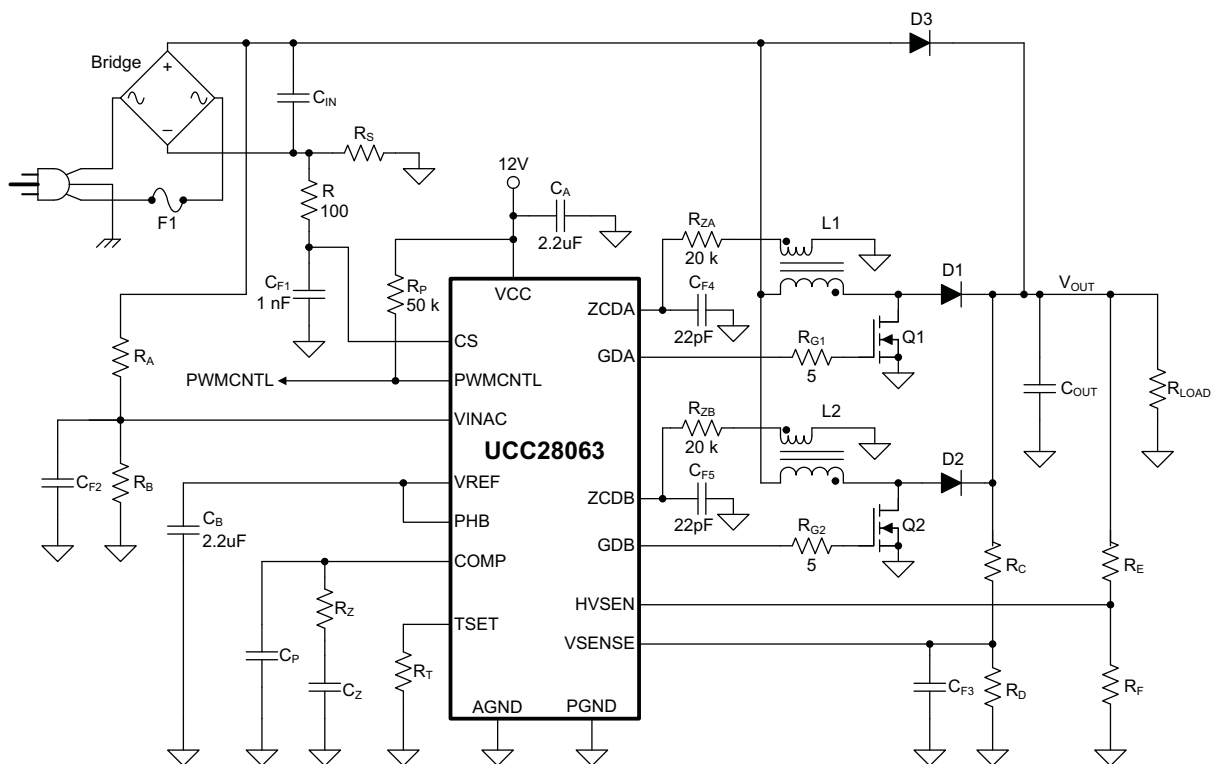 D3
Bridge
+
−
C_IN
R_S
12V
F1
R
100
C_A
2.2uF
R_ZA
20 k
L1
C_F1
1 nF
R_P
50 k
VCC
ZCDA
C_F4
22pF
D1
V_OUT
R_A
CS
GDA
R_G1
5
Q1
PWMCNTL
PWMCNTL
C_OUT
R_LOAD
R_ZB
20 k
L2
VINAC
UCC28063
C_F2
R_B
C_F5
22pF
D2
VREF
ZCDB
C_B
2.2uF
PHB
GDB
R_G2
5
Q2
COMP
R_C
R_E
R_Z
HVSEN
TSET
VSENSE
C_P
C_Z
R_T
C_F3
R_D
R_F
AGND
PGND